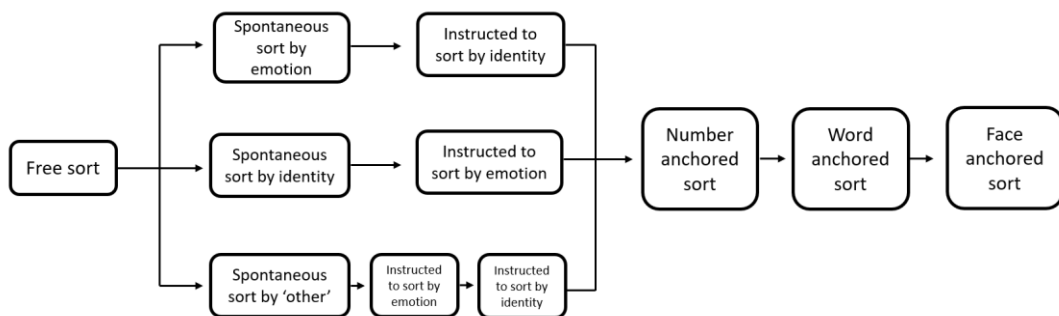 Free sort
Spontaneous
sort by
emotion
Instructed to
sort by identity
Spontaneous
sort by identity
Instructed to
sort by emotion
Spontaneous
sort by ‘other’
Instructed
to sort by
emotion
Instructed
to sort by
identity
Number
anchored
sort
Word
anchored
sort
Face
anchored
sort